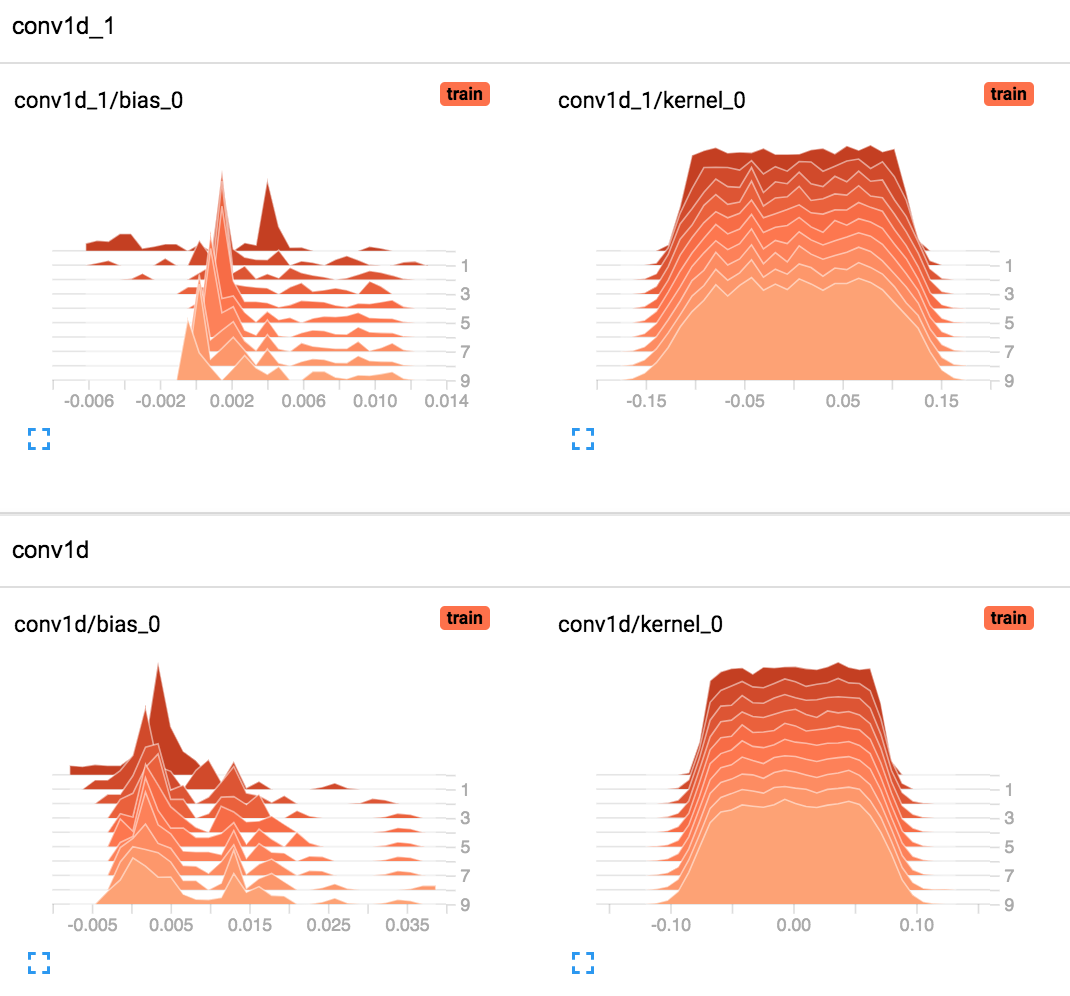 conv1d_1
conv1d_1/bias_0 train conv1d_1/kernel_0 train
1 1
3 3
5 5
7 7
9 9
-0.006 -0.002 0.002 0.006 0.010 0.014 -0.15 -0.05 0.05 0.15
conv1d
conv1d/bias_0 train conv1d/kernel_0 train
1 1
3 3
5 5
7 7
9 9
-0.005 0.005 0.015 0.025 0.035 -0.10 0.00 0.10